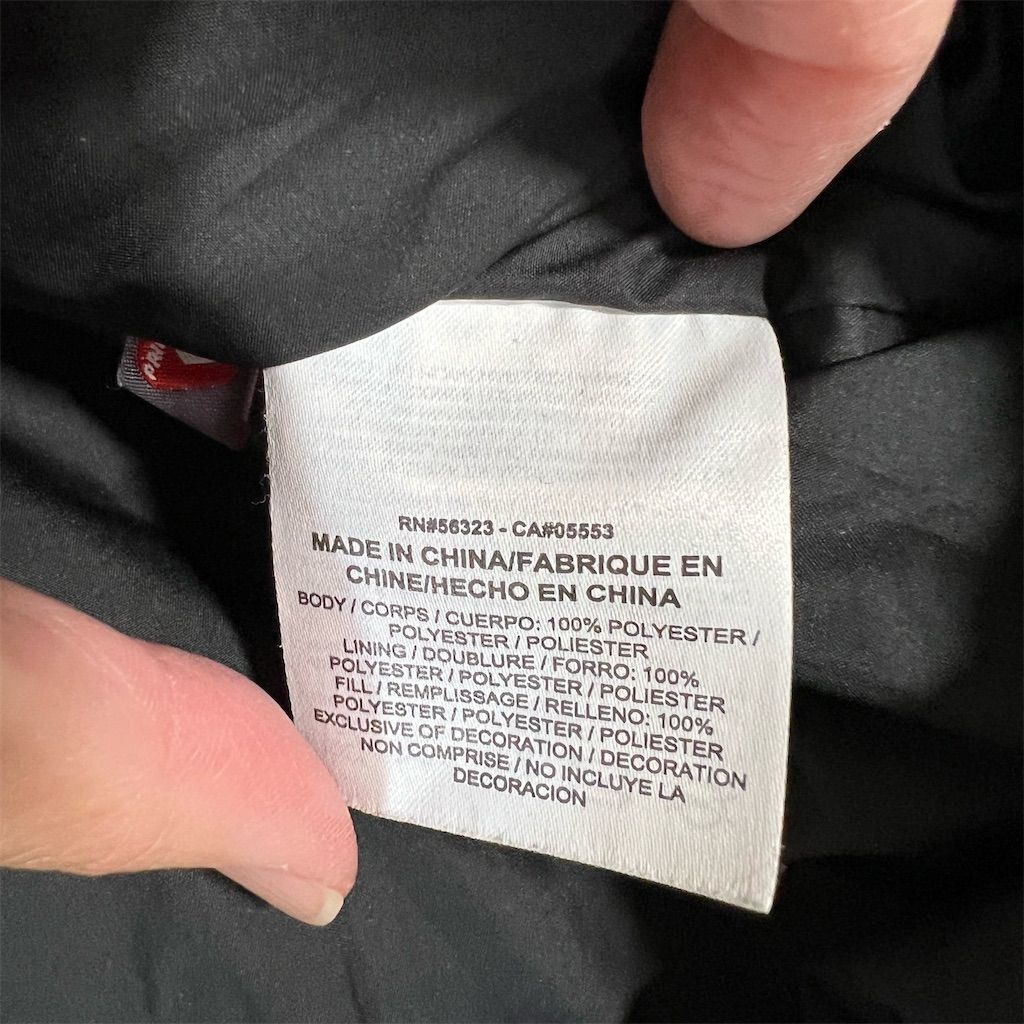 RN#56323 - CA#05553
MADE IN CHINA/FABRIQUE EN
CHINE/HECHO EN CHINA
BODY / CORPS / CUERPO: 100% POLYESTER /
POLYESTER / POLIESTER
LINING / DOUBLURE / FORRO: 100%
POLYESTER / POLYESTER / POLIESTER
FILL / REMPLISSAGE / RELLENO: 100%
POLYESTER / POLYESTER / POLIESTER
EXCLUSIVE OF DECORATION / DECORATION
NON COMPRISE / NO INCLUYE LA
DECORACION